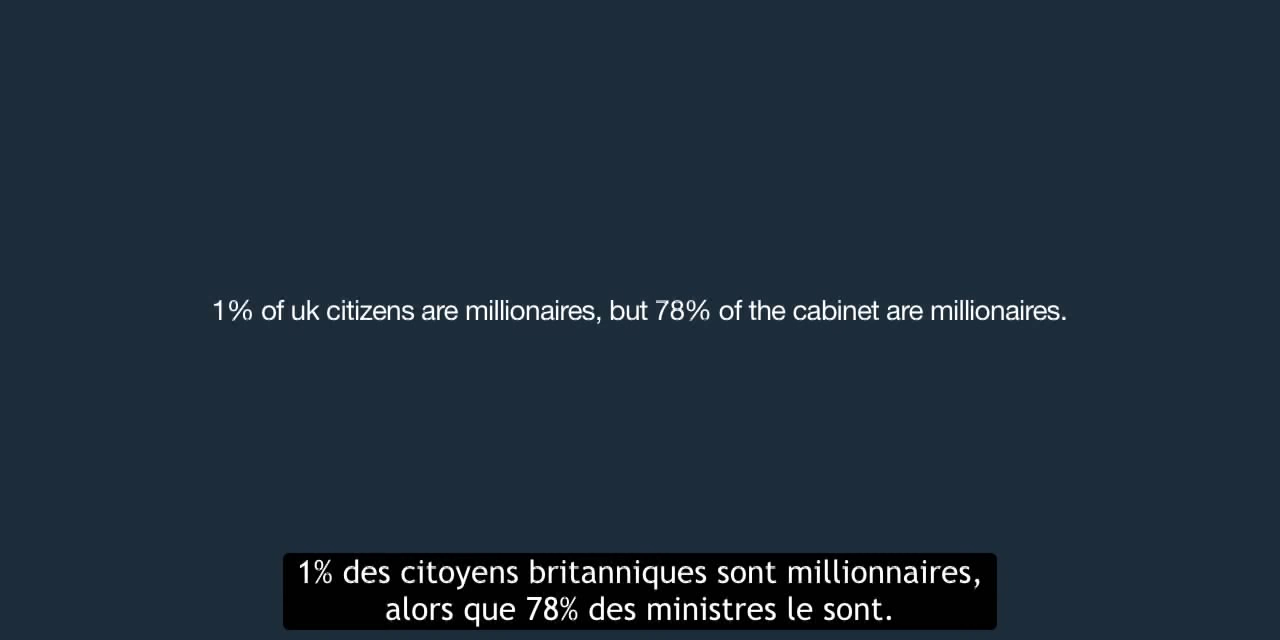 1% of uk citizens are millionaires, but 78% of the cabinet are millionaires.
1% des citoyens britanniques sont millionnaires,
alors que 78% des ministres le sont.